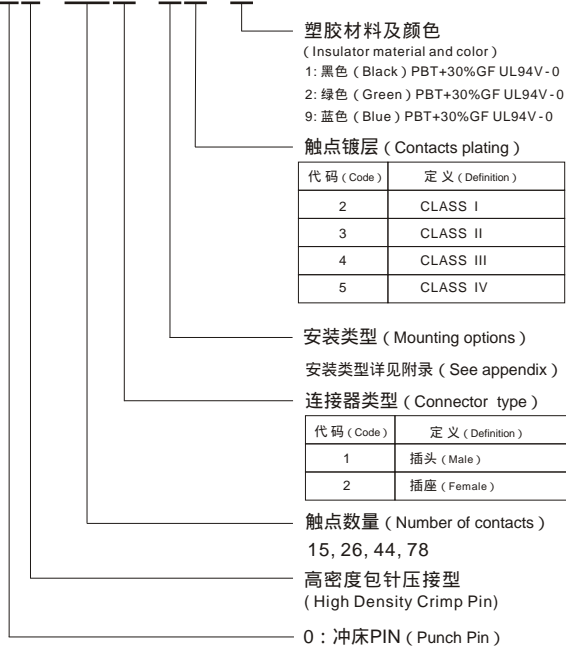 塑胶材料及颜色
(Insulator material and color)
1: 黑色 (Black) PBT+30%GF UL94V-0
2: 绿色 (Green) PBT+30%GF UL94V-0
9: 蓝色 (Blue) PBT+30%GF UL94V-0
触点镀层 (Contacts plating)
代 码 (Code) 定 义 (Definition)
2 CLASS I
3 CLASS II
4 CLASS III
5 CLASS IV
安装类型 (Mounting options)
安装类型详见附录 (See appendix)
连接器类型 (Connector type)
代 码 (Code) 定 义 (Definition)
1 插头 (Male)
2 插座 (Female)
触点数量 (Number of contacts)
15, 26, 44, 78
高密度包针压接型
(High Density Crimp Pin)
0：冲床PIN (Punch Pin)